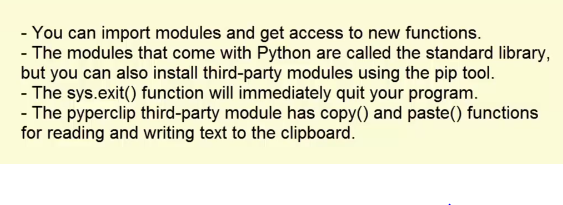 - You can import modules and get access to new functions.
- The modules that come with Python are called the standard library,
but you can also install third-party modules using the pip tool.
- The sys.exit() function will immediately quit your program.
- The pyperclip third-party module has copy() and paste() functions
for reading and writing text to the clipboard.